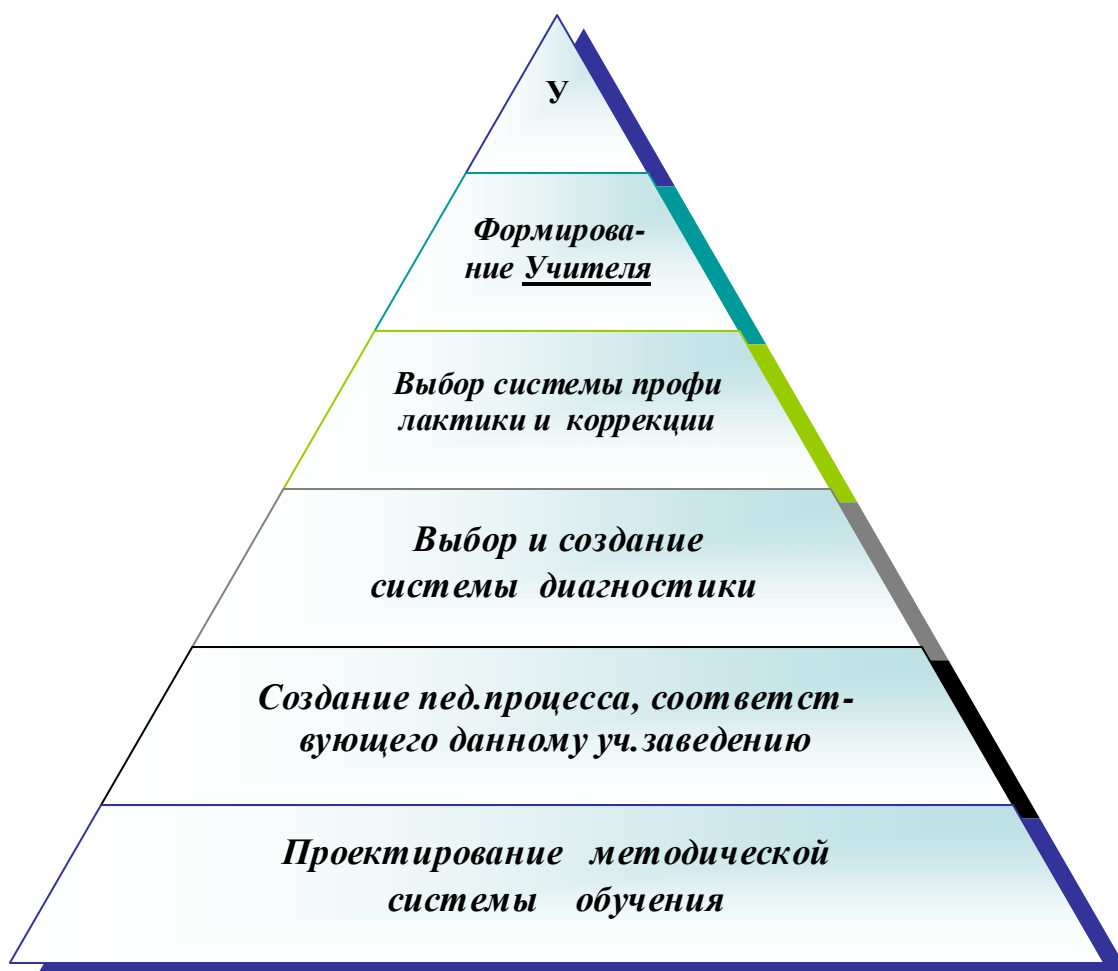 У
Формирова-
ние Учителя
Выбор системы профи
лактики и коррекции
Выбор и создание
системы диагностики
Создание пед.процесса, соответст-
вующего данному уч.заведению
Проектирование методической
системы обучения